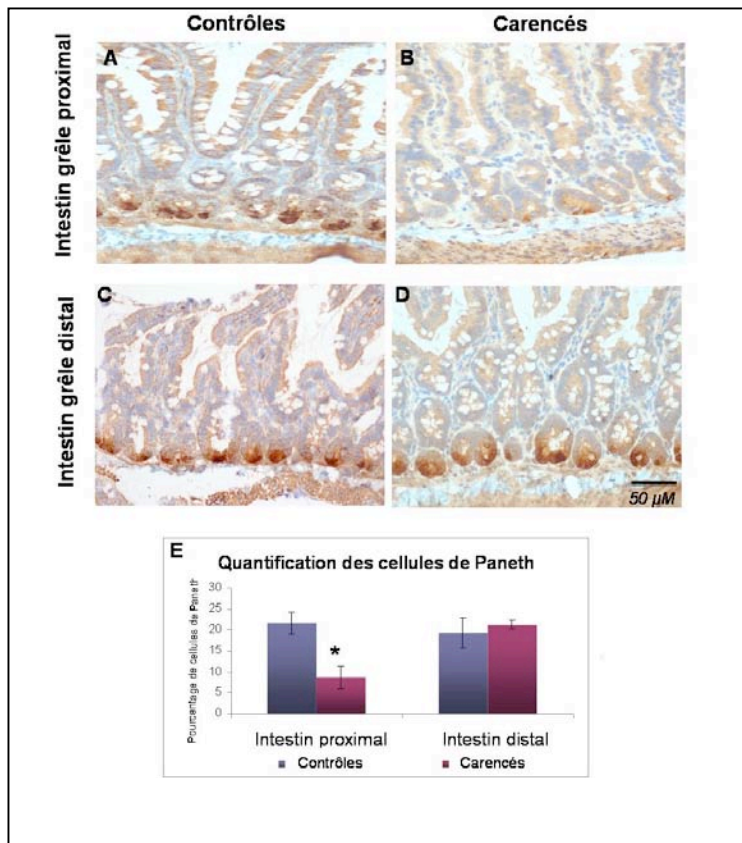 Contrôles Carencés
Intestin grêle proximal
A B
Intestin grêle distal
C D
50 µM
E Quantification des cellules de Paneth
Pourcentage de cellules de Paneth
30
25
20
15
10
5
0
*
Intestin proximal Intestin distal
Contrôles Carencés